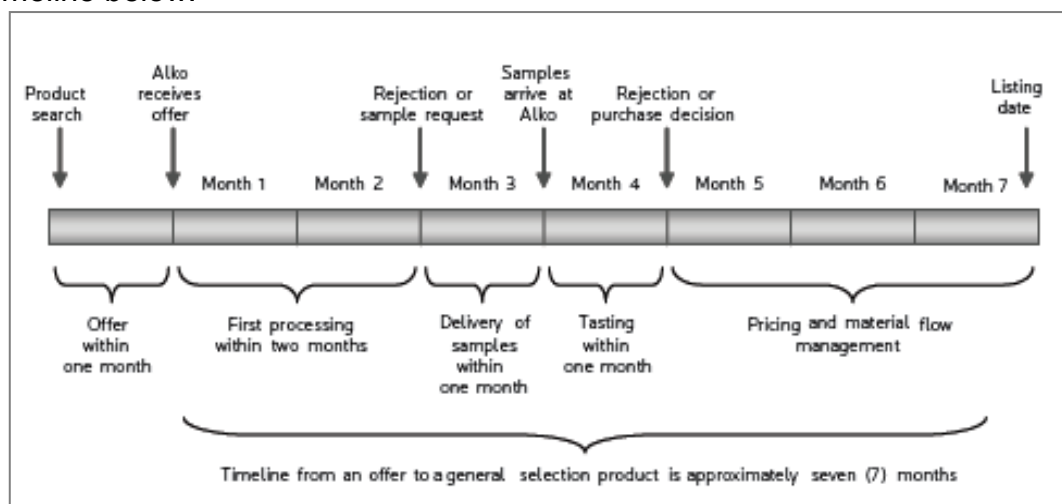 Product
search
Alko
receives
offer
Rejection or
sample request
Samples
arrive at
Alko
Rejection or
purchase decision
Listing
date
Month 1
Month 2
Month 3
Month 4
Month 5
Month 6
Month 7
Offer
within
one month
First processing
within two months
Delivery of
samples
within
one month
Tasting
within
one month
Pricing and material flow
management
Timeline from an offer to a general selection product is approximately seven (7) months